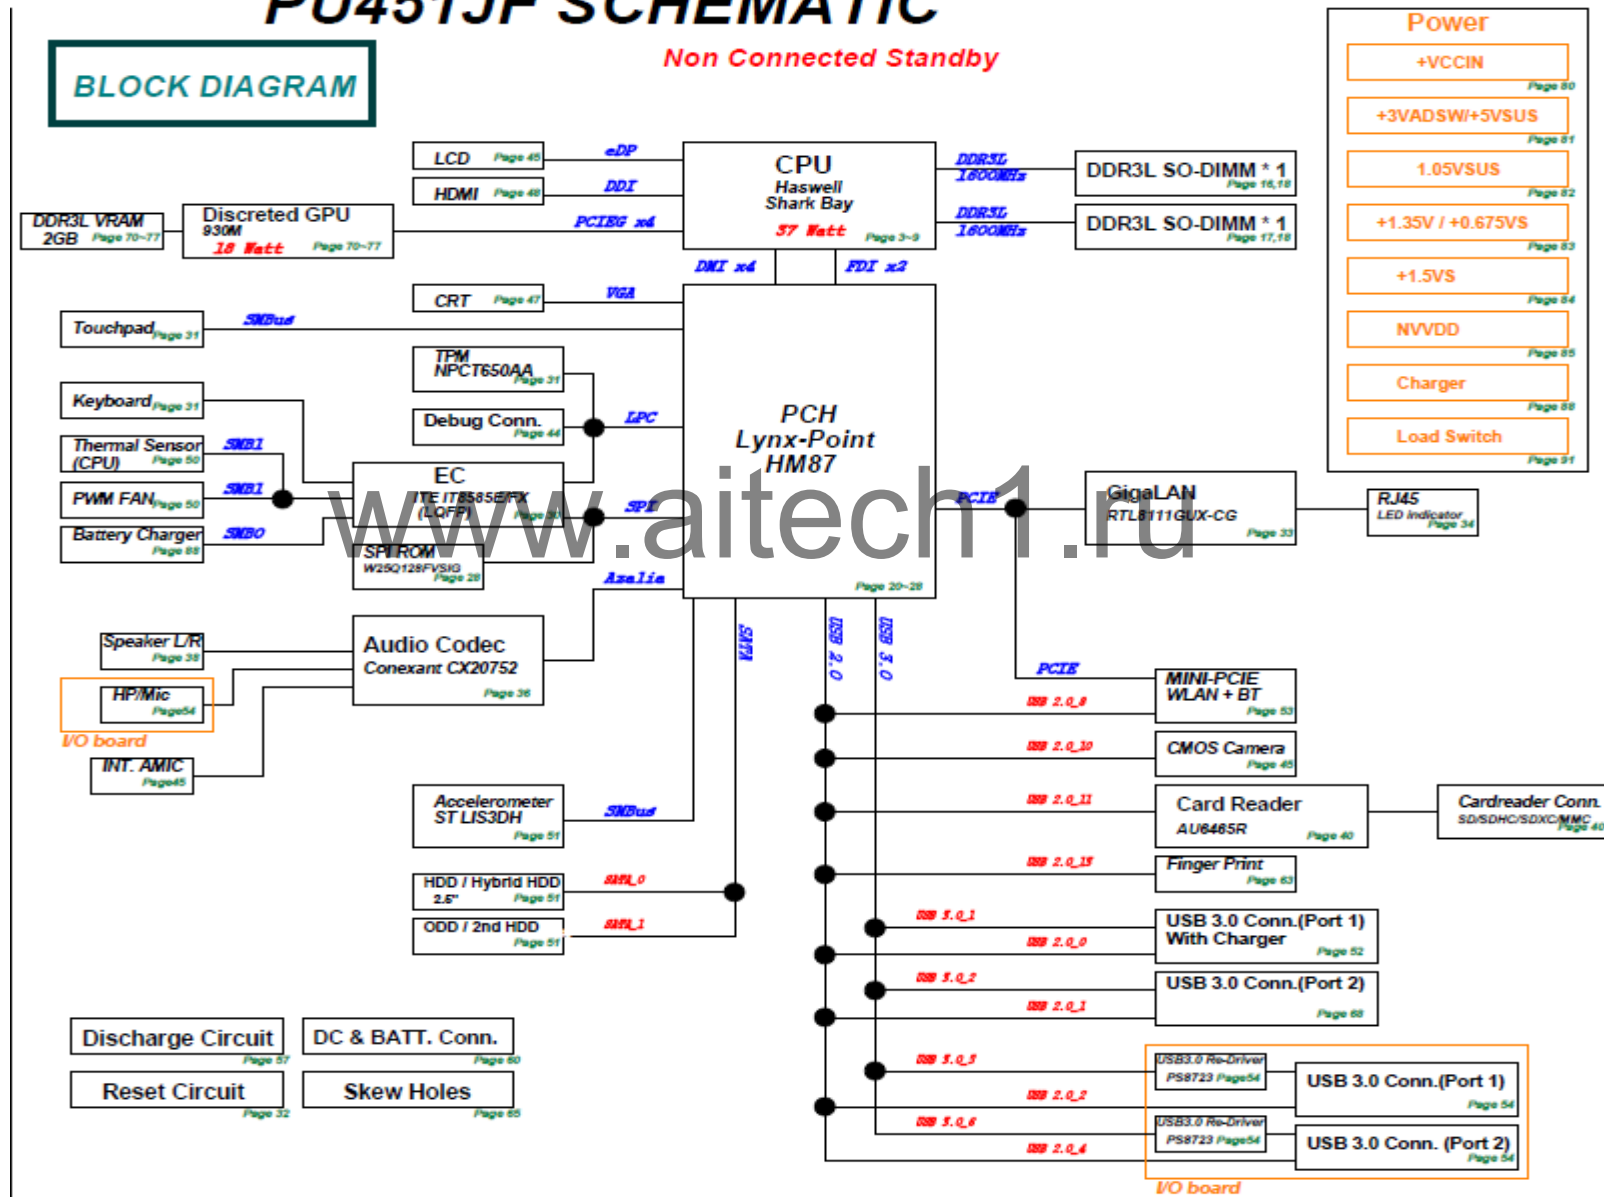 PU451JF SCHEMATIC
Non Connected Standby
BLOCK DIAGRAM
Power
+VCCIN
Page 80
+3VADSW/+5VSUS
Page 81
1.05VSUS
Page 82
+1.35V / +0.675VS
Page 83
+1.5VS
Page 84
NVVDD
Page 85
Charger
Page 88
Load Switch
Page 91
LCD Page 45
eDP
HDMI Page 48
DDI
CPU
Haswell
Shark Bay
37 Watt Page 3~9
DDR3L
1600MHz
DDR3L SO-DIMM * 1
Page 16,18
DDR3L
1600MHz
DDR3L SO-DIMM * 1
Page 17,18
DDR3L VRAM
2GB Page 70~77
Discreted GPU
930M
18 Watt Page 70~77
PCIEG x4
DMI x4
FDI x2
CRT Page 47
VGA
Touchpad Page 31
SMBus
TPM
NPCT650AA
Page 31
Keyboard Page 31
Debug Conn.
Page 44
LPC
PCH
Lynx-Point
HM87
Page 20~28
Thermal Sensor
(CPU) Page 50
SMB1
PWM FAN Page 50
SMB1
Battery Charger
Page 88
SMB0
EC
ITE IT8585E/FX
(LQFP) Page 30
SPI
SPI ROM
W25Q128FVSIG
Page 28
Azalia
www.aitech1.ru
PCIE
GigaLAN
RTL8111GUX-CG
Page 33
RJ45
LED Indicator
Page 34
Speaker L/R
Page 38
HP/Mic
Page54
I/O board
INT. AMIC
Page45
Audio Codec
Conexant CX20752
Page 36
SATA
USB 2.0
USB 3.0
PCIE
MINI-PCIE
WLAN + BT
Page 53
USB 2.0_8
USB 2.0_10
CMOS Camera
Page 45
Accelerometer
ST LIS3DH
Page 51
SMBus
USB 2.0_11
Card Reader
AU6465R Page 40
Cardreader Conn.
SD/SDHC/SDXC/MMC
Page 40
HDD / Hybrid HDD
2.5" Page 51
SATA_0
ODD / 2nd HDD
Page 51
SATA_1
USB 2.0_13
Finger Print
Page 63
USB 3.0_1
USB 2.0_0
USB 3.0 Conn.(Port 1)
With Charger
Page 52
USB 3.0_2
USB 2.0_1
USB 3.0 Conn.(Port 2)
Page 68
Discharge Circuit
Page 57
DC & BATT. Conn.
Page 60
Reset Circuit
Page 32
Skew Holes
Page 65
USB 3.0_5
USB3.0 Re-Driver
PS8723 Page54
USB 3.0 Conn.(Port 1)
Page 54
USB 2.0_2
USB 3.0_6
USB3.0 Re-Driver
PS8723 Page54
USB 3.0 Conn. (Port 2)
Page 54
USB 2.0_4
I/O board